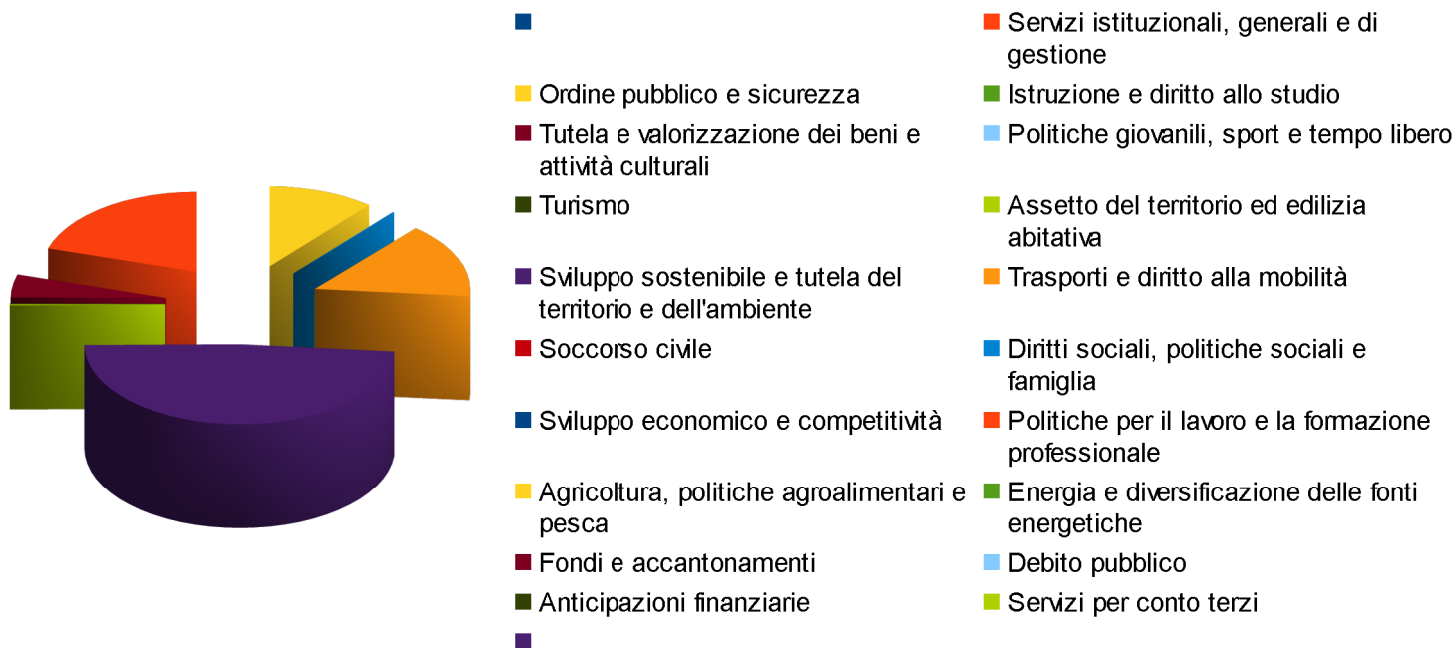 Servizi istituzionali, generali e di
gestione
Ordine pubblico e sicurezza
Istruzione e diritto allo studio
Tutela e valorizzazione dei beni e
attività culturali
Politiche giovanili, sport e tempo libero
Turismo
Assetto del territorio ed edilizia
abitativa
Sviluppo sostenibile e tutela del
territorio e dell'ambiente
Trasporti e diritto alla mobilità
Soccorso civile
Diritti sociali, politiche sociali e
famiglia
Sviluppo economico e competitività
Politiche per il lavoro e la formazione
professionale
Agricoltura, politiche agroalimentari e
pesca
Energia e diversificazione delle fonti
energetiche
Fondi e accantonamenti
Debito pubblico
Anticipazioni finanziarie
Servizi per conto terzi